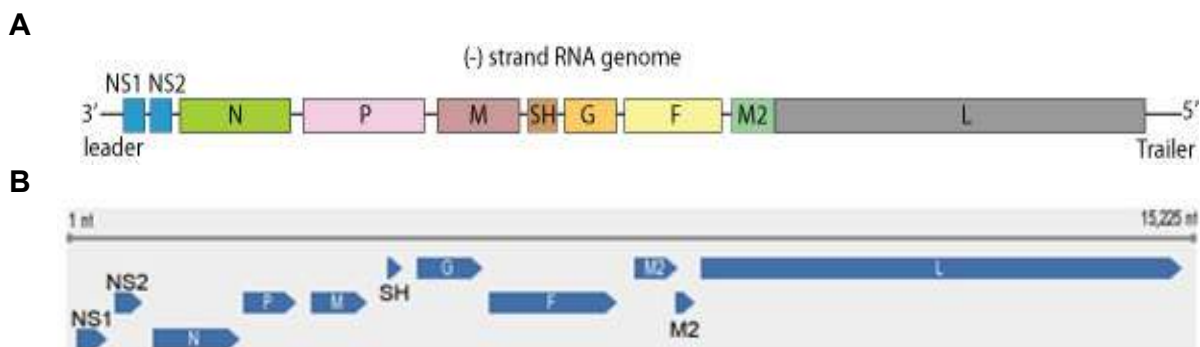 A
(-) strand RNA genome
NS1 NS2
3' N P M SH G F M2 L 5'
leader Trailer
B
1 nt 15,225 nt
M2 L
G
NS2 SH
P M F
NS1 M2
N